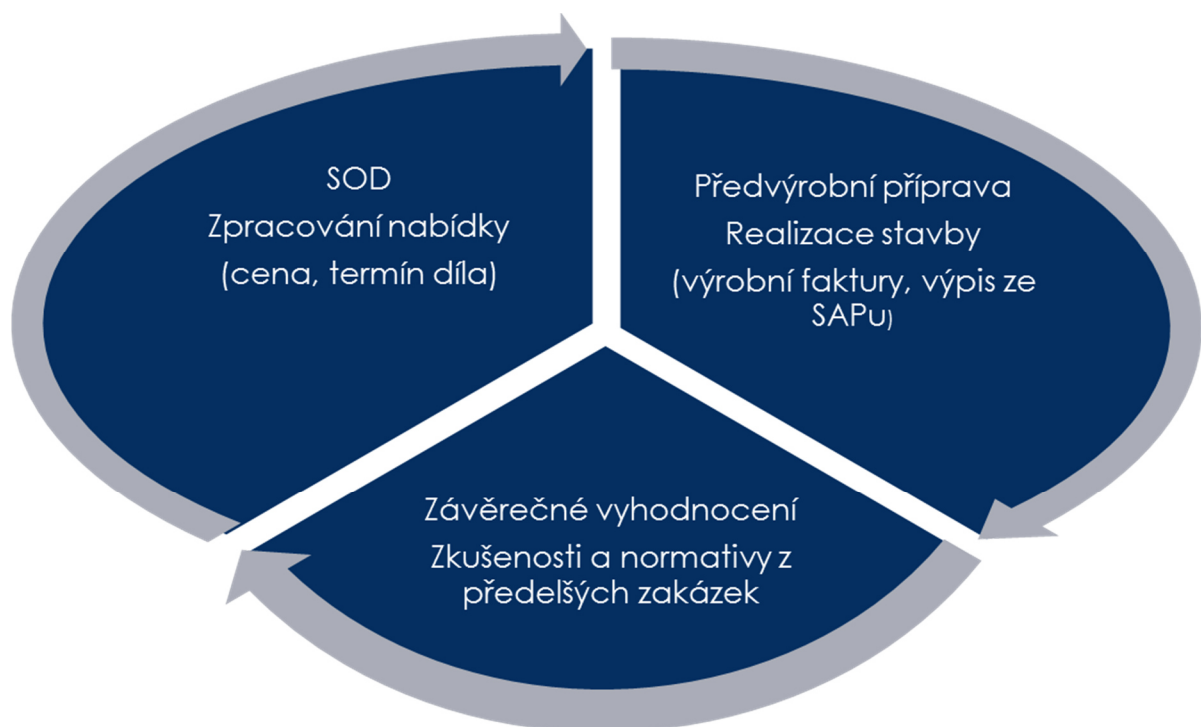 SOD
Zpracování nabídky
(cena, termín díla)
Předvýrobní příprava
Realizace stavby
(výrobní faktury, výpis ze
SAPu)
Závěrečné vyhodnocení
Zkušenosti a normativy z
předelšých zakázek